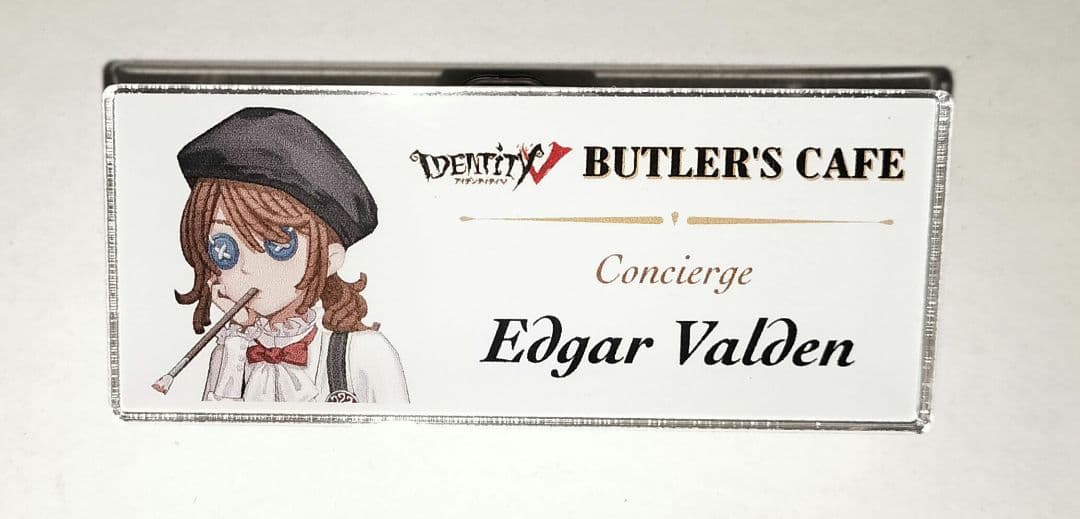 IDENTITY V BUTLER'S CAFE
アイデンティティV
Concierge
Edgar Valden